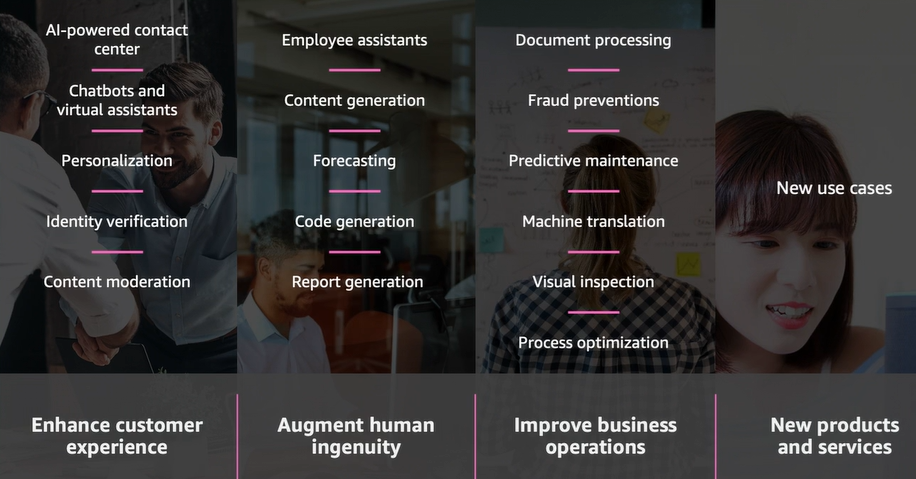 AI-powered contact
center
Chatbots and
virtual assistants
Personalization
Identity verification
Content moderation
Enhance customer
experience
Employee assistants
Content generation
Forecasting
Code generation
Report generation
Augment human
ingenuity
Document processing
Fraud preventions
Predictive maintenance
Machine translation
Visual inspection
Process optimization
Improve business
operations
New use cases
New products
and services